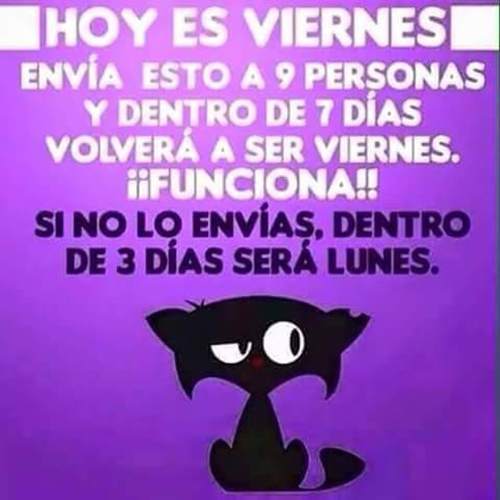 HOY ES VIERNES
ENVÍA ESTO A 9 PERSONAS
Y DENTRO DE 7 DÍAS
VOLVERÁ A SER VIERNES.
¡¡FUNCIONA!!
SI NO LO ENVÍAS, DENTRO
DE 3 DÍAS SERÁ LUNES.